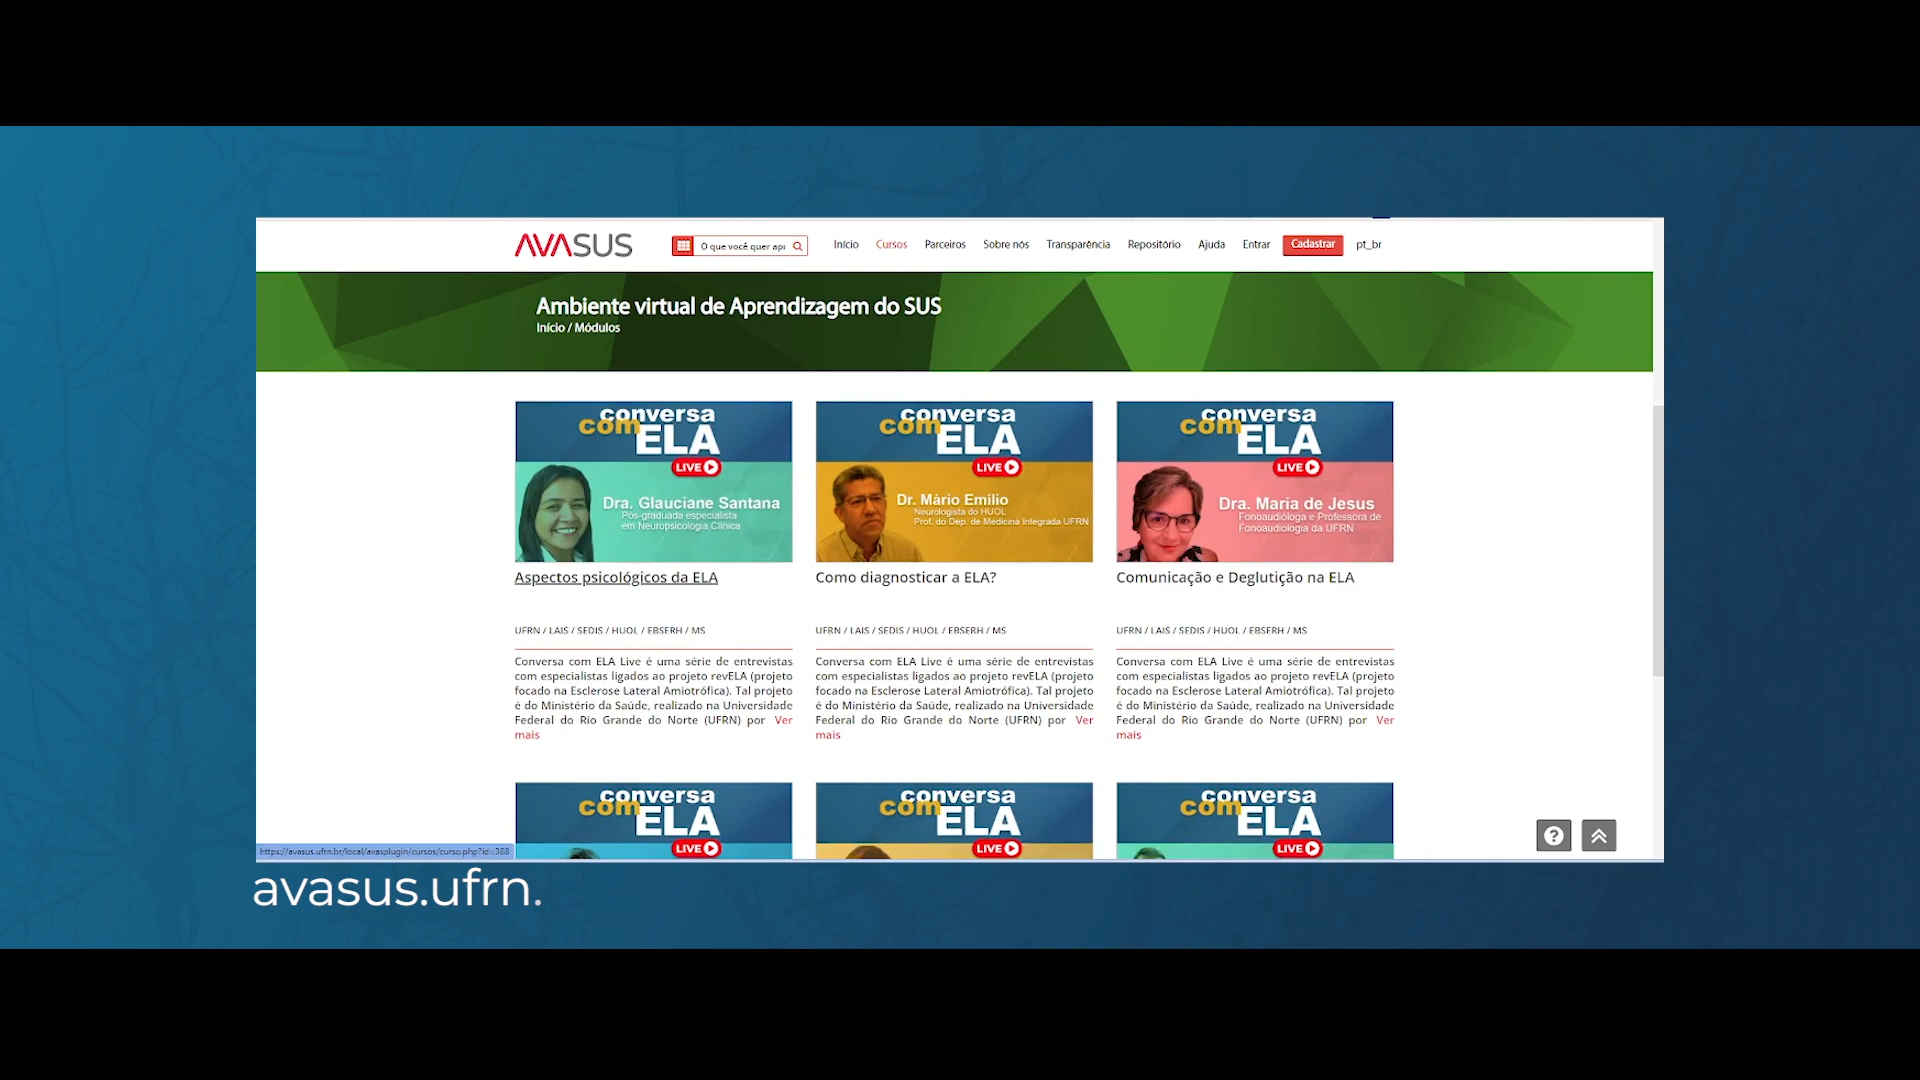 AVASUS
O que você quer apr
Início
Cursos
Parceiros
Sobre nós
Transparência
Repositório
Ajuda
Entrar
Cadastrar
pt_br
Ambiente virtual de Aprendizagem do SUS
Início / Módulos
conversa
com
ELA
LIVE
Dra. Glauciane Santana
Pós-graduada especialista
em Neuropsicologia Clínica
Aspectos psicológicos da ELA
UFRN / LAIS / SEDIS / HUOL / EBSERH / MS
Conversa com ELA Live é uma série de entrevistas
com especialistas ligados ao projeto revELA (projeto
focado na Esclerose Lateral Amiotrófica). Tal projeto
é do Ministério da Saúde, realizado na Universidade
Federal do Rio Grande do Norte (UFRN) por Ver
mais
conversa
com
ELA
LIVE
Dr. Mário Emílio
Neurologista do HUOL
Prof. do Dep. de Medicina Integrada UFRN
Como diagnosticar a ELA?
UFRN / LAIS / SEDIS / HUOL / EBSERH / MS
Conversa com ELA Live é uma série de entrevistas
com especialistas ligados ao projeto revELA (projeto
focado na Esclerose Lateral Amiotrófica). Tal projeto
é do Ministério da Saúde, realizado na Universidade
Federal do Rio Grande do Norte (UFRN) por Ver
mais
conversa
com
ELA
LIVE
Dra. Maria de Jesus
Fonoaudióloga e Professora de
Fonoaudiologia da UFRN
Comunicação e Deglutição na ELA
UFRN / LAIS / SEDIS / HUOL / EBSERH / MS
Conversa com ELA Live é uma série de entrevistas
com especialistas ligados ao projeto revELA (projeto
focado na Esclerose Lateral Amiotrófica). Tal projeto
é do Ministério da Saúde, realizado na Universidade
Federal do Rio Grande do Norte (UFRN) por Ver
mais
conversa
com
ELA
LIVE
conversa
com
ELA
LIVE
conversa
com
ELA
LIVE
https://avasus.ufrn.br/local/avasplugin/cursos/curso.php?id=388
avasus.ufrn.